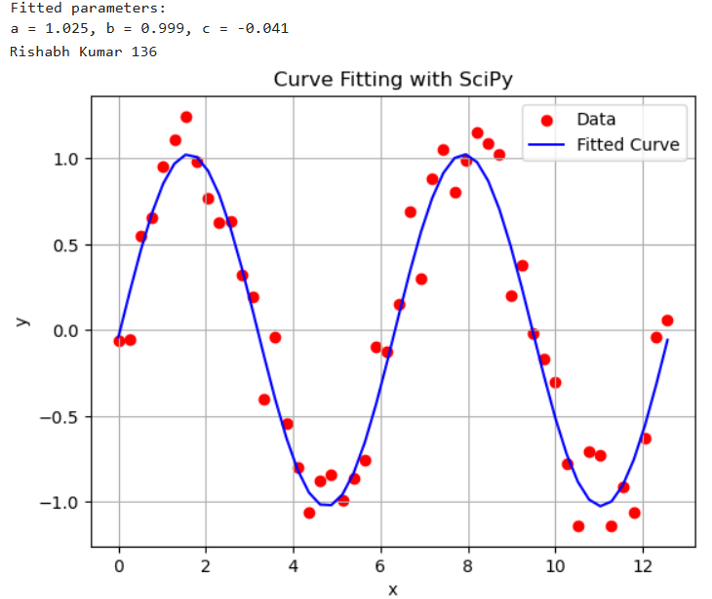 Fitted parameters:
a = 1.025, b = 0.999, c = -0.041
Rishabh Kumar 136
Curve Fitting with SciPy
Data
Fitted Curve
1.0
0.5
0.0
−0.5
−1.0
y
0 2 4 6 8 10 12
x